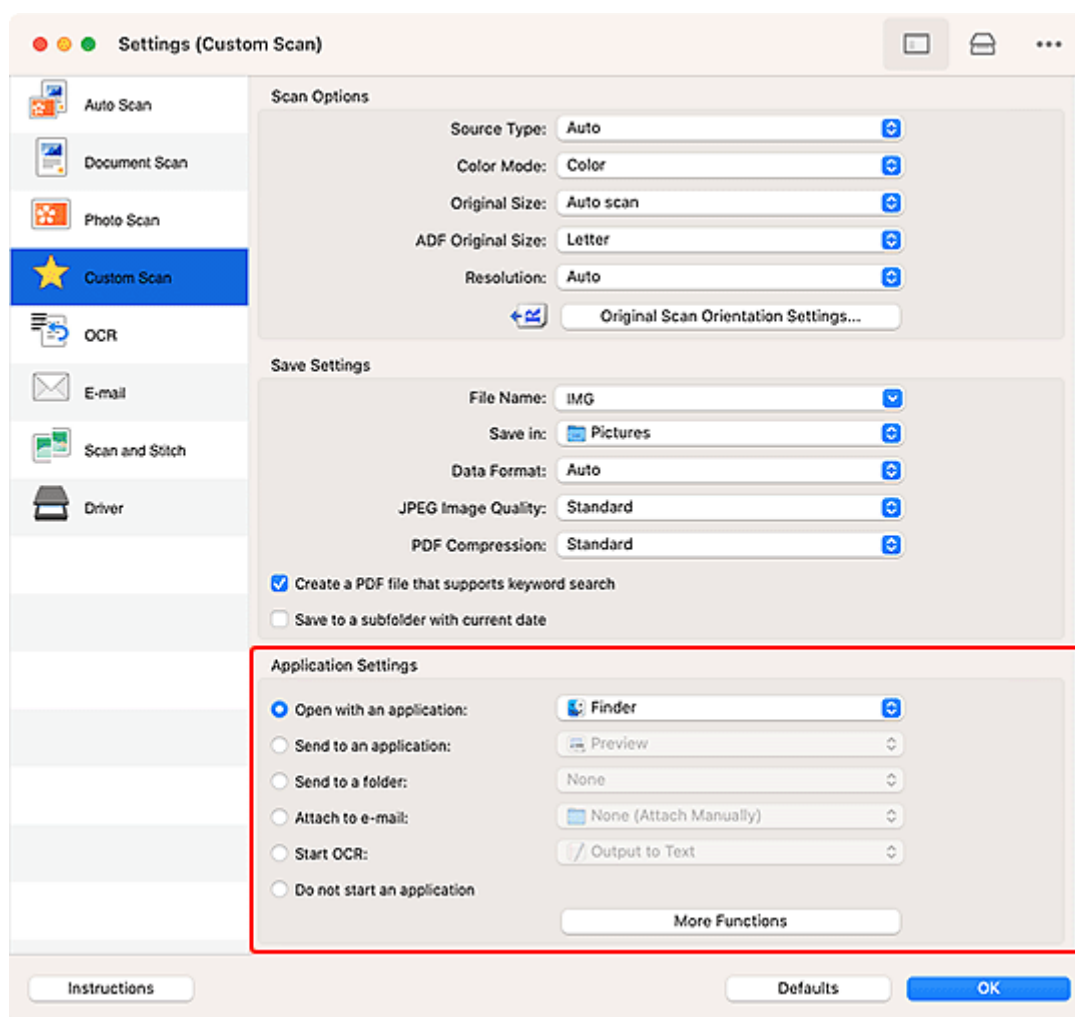 Settings (Custom Scan)
Auto Scan
Document Scan
Photo Scan
Custom Scan
OCR
E-mail
Scan and Stitch
Driver
Scan Options
Source Type: Auto
Color Mode: Color
Original Size: Auto scan
ADF Original Size: Letter
Resolution: Auto
Original Scan Orientation Settings...
Save Settings
File Name: IMG
Save in: Pictures
Data Format: Auto
JPEG Image Quality: Standard
PDF Compression: Standard
Create a PDF file that supports keyword search
Save to a subfolder with current date
Application Settings
Open with an application: Finder
Send to an application: Preview
Send to a folder: None
Attach to e-mail: None (Attach Manually)
Start OCR: Output to Text
Do not start an application
More Functions
Instructions Defaults OK